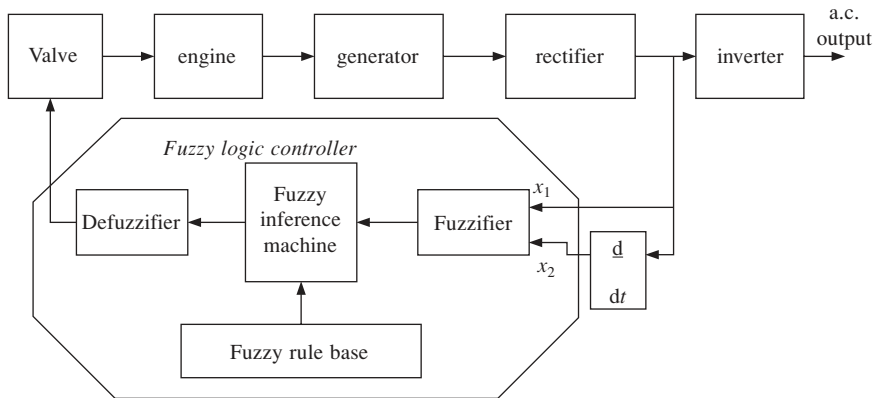 a.c.
output
Valve
engine
generator
rectifier
inverter
Fuzzy logic controller
Defuzzifier
Fuzzy
inference
machine
Fuzzifier
x₁
x₂
d
dt
Fuzzy rule base